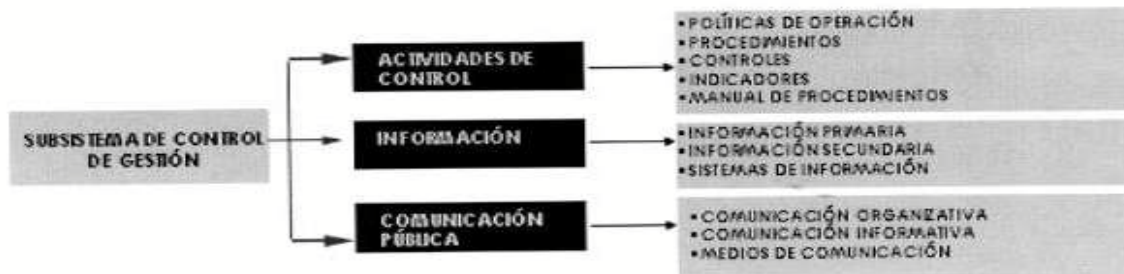 SUBSISTEMA DE CONTROL
DE GESTIÓN
ACTIVIDADES DE
CONTROL
• POLÍTICAS DE OPERACIÓN
• PROCEDIMIENTOS
• CONTROLES
• INDICADORES
• MANUAL DE PROCEDIMIENTOS
INFORMACIÓN
• INFORMACIÓN PRIMARIA
• INFORMACIÓN SECUNDARIA
• SISTEMAS DE INFORMACIÓN
COMUNICACIÓN
PÚBLICA
• COMUNICACIÓN ORGANIZATIVA
• COMUNICACIÓN INFORMATIVA
• MEDIOS DE COMUNICACIÓN